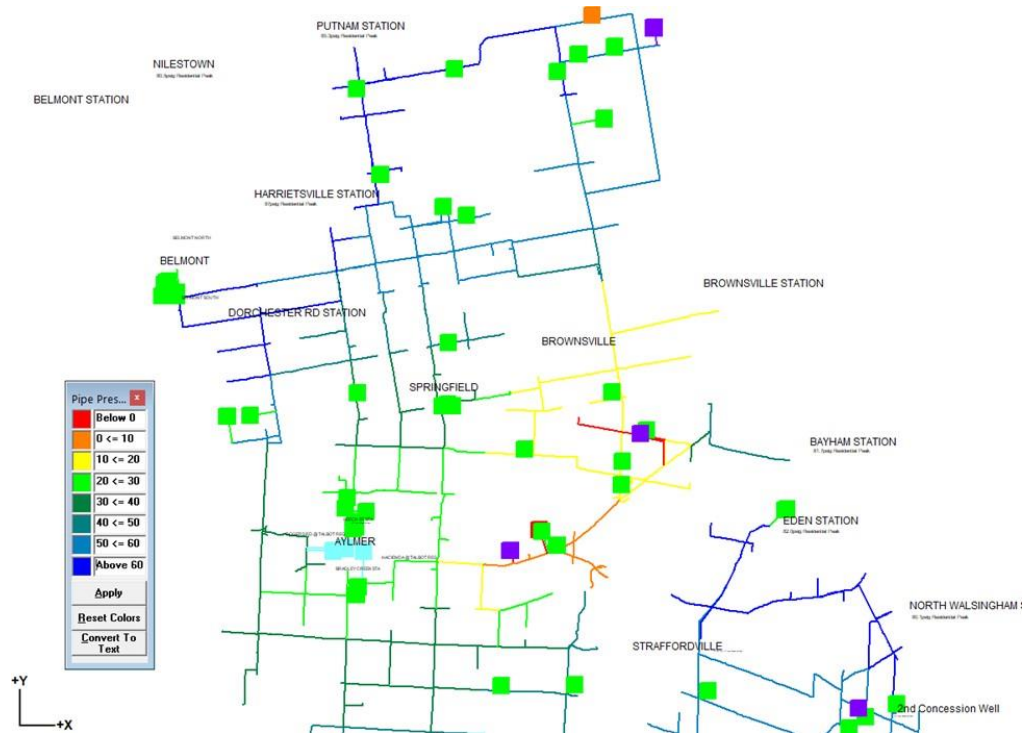 PUTNAM STATION
NILESTOWN
BELMONT STATION
HARRIETSVILLE STATION
BELMONT
DORCHESTER RD STATION
BROWNSVILLE STATION
BROWNSVILLE
SPRINGFIELD
BAYHAM STATION
EDEN STATION
AYLMER
NORTH WALSINGHAM S
STRAFFORDVILLE
2nd Concession Well
Pipe Pres... x
Below 0
0 <= 10
10 <= 20
20 <= 30
30 <= 40
40 <= 50
50 <= 60
Above 60
Apply
Reset Colors
Convert To
Text
+Y
+X